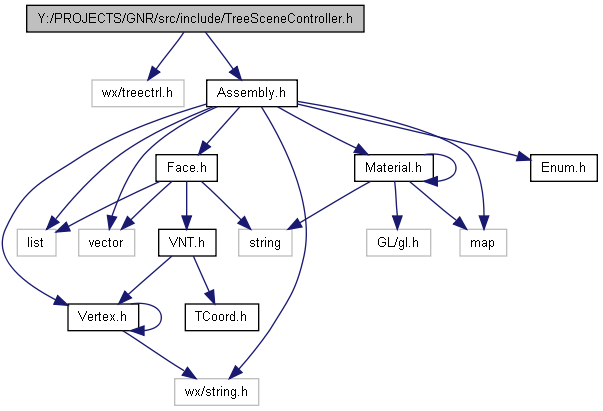 Y:/PROJECTS/GNR/src/include/TreeSceneController.h
wx/treectrl.h
Assembly.h
Face.h
Material.h
Enum.h
list
vector
VNT.h
string
GL/gl.h
map
Vertex.h
TCoord.h
wx/string.h